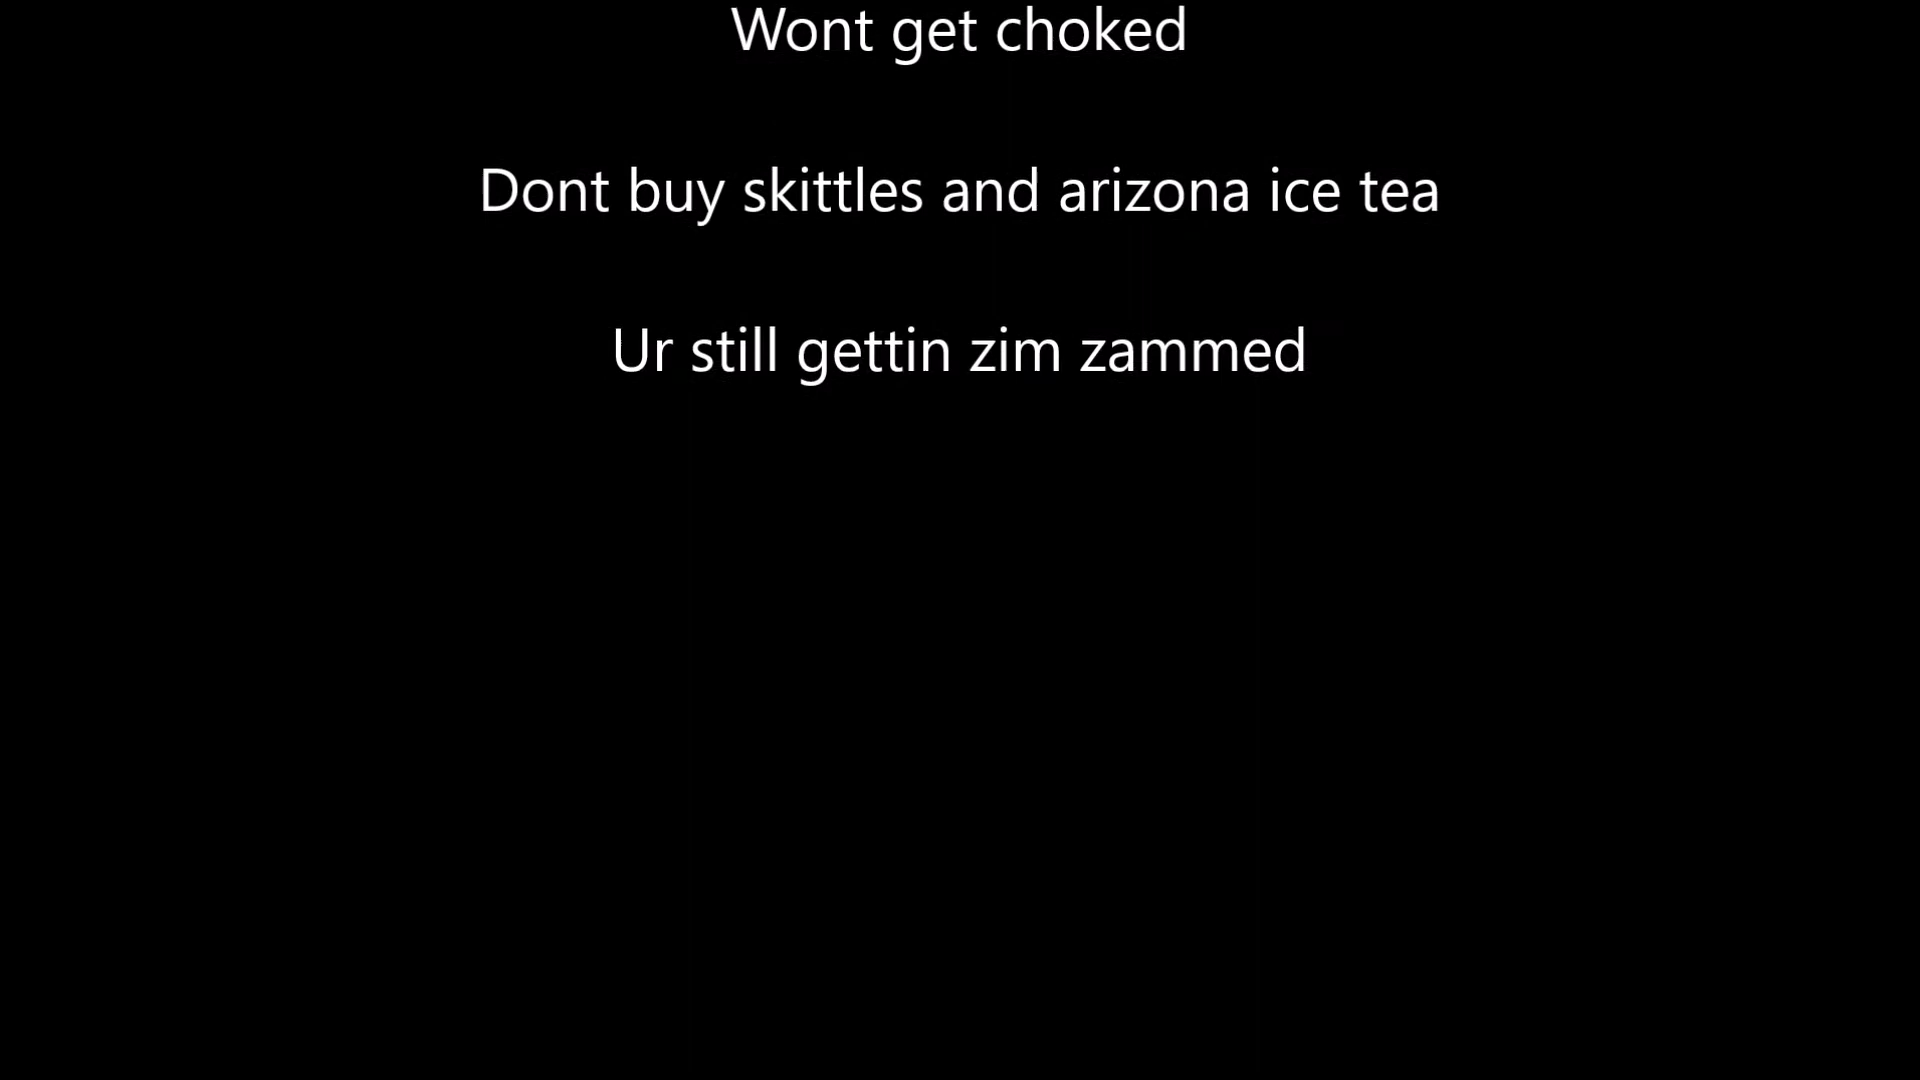 Wont get choked
Dont buy skittles and arizona ice tea
Ur still gettin zim zammed